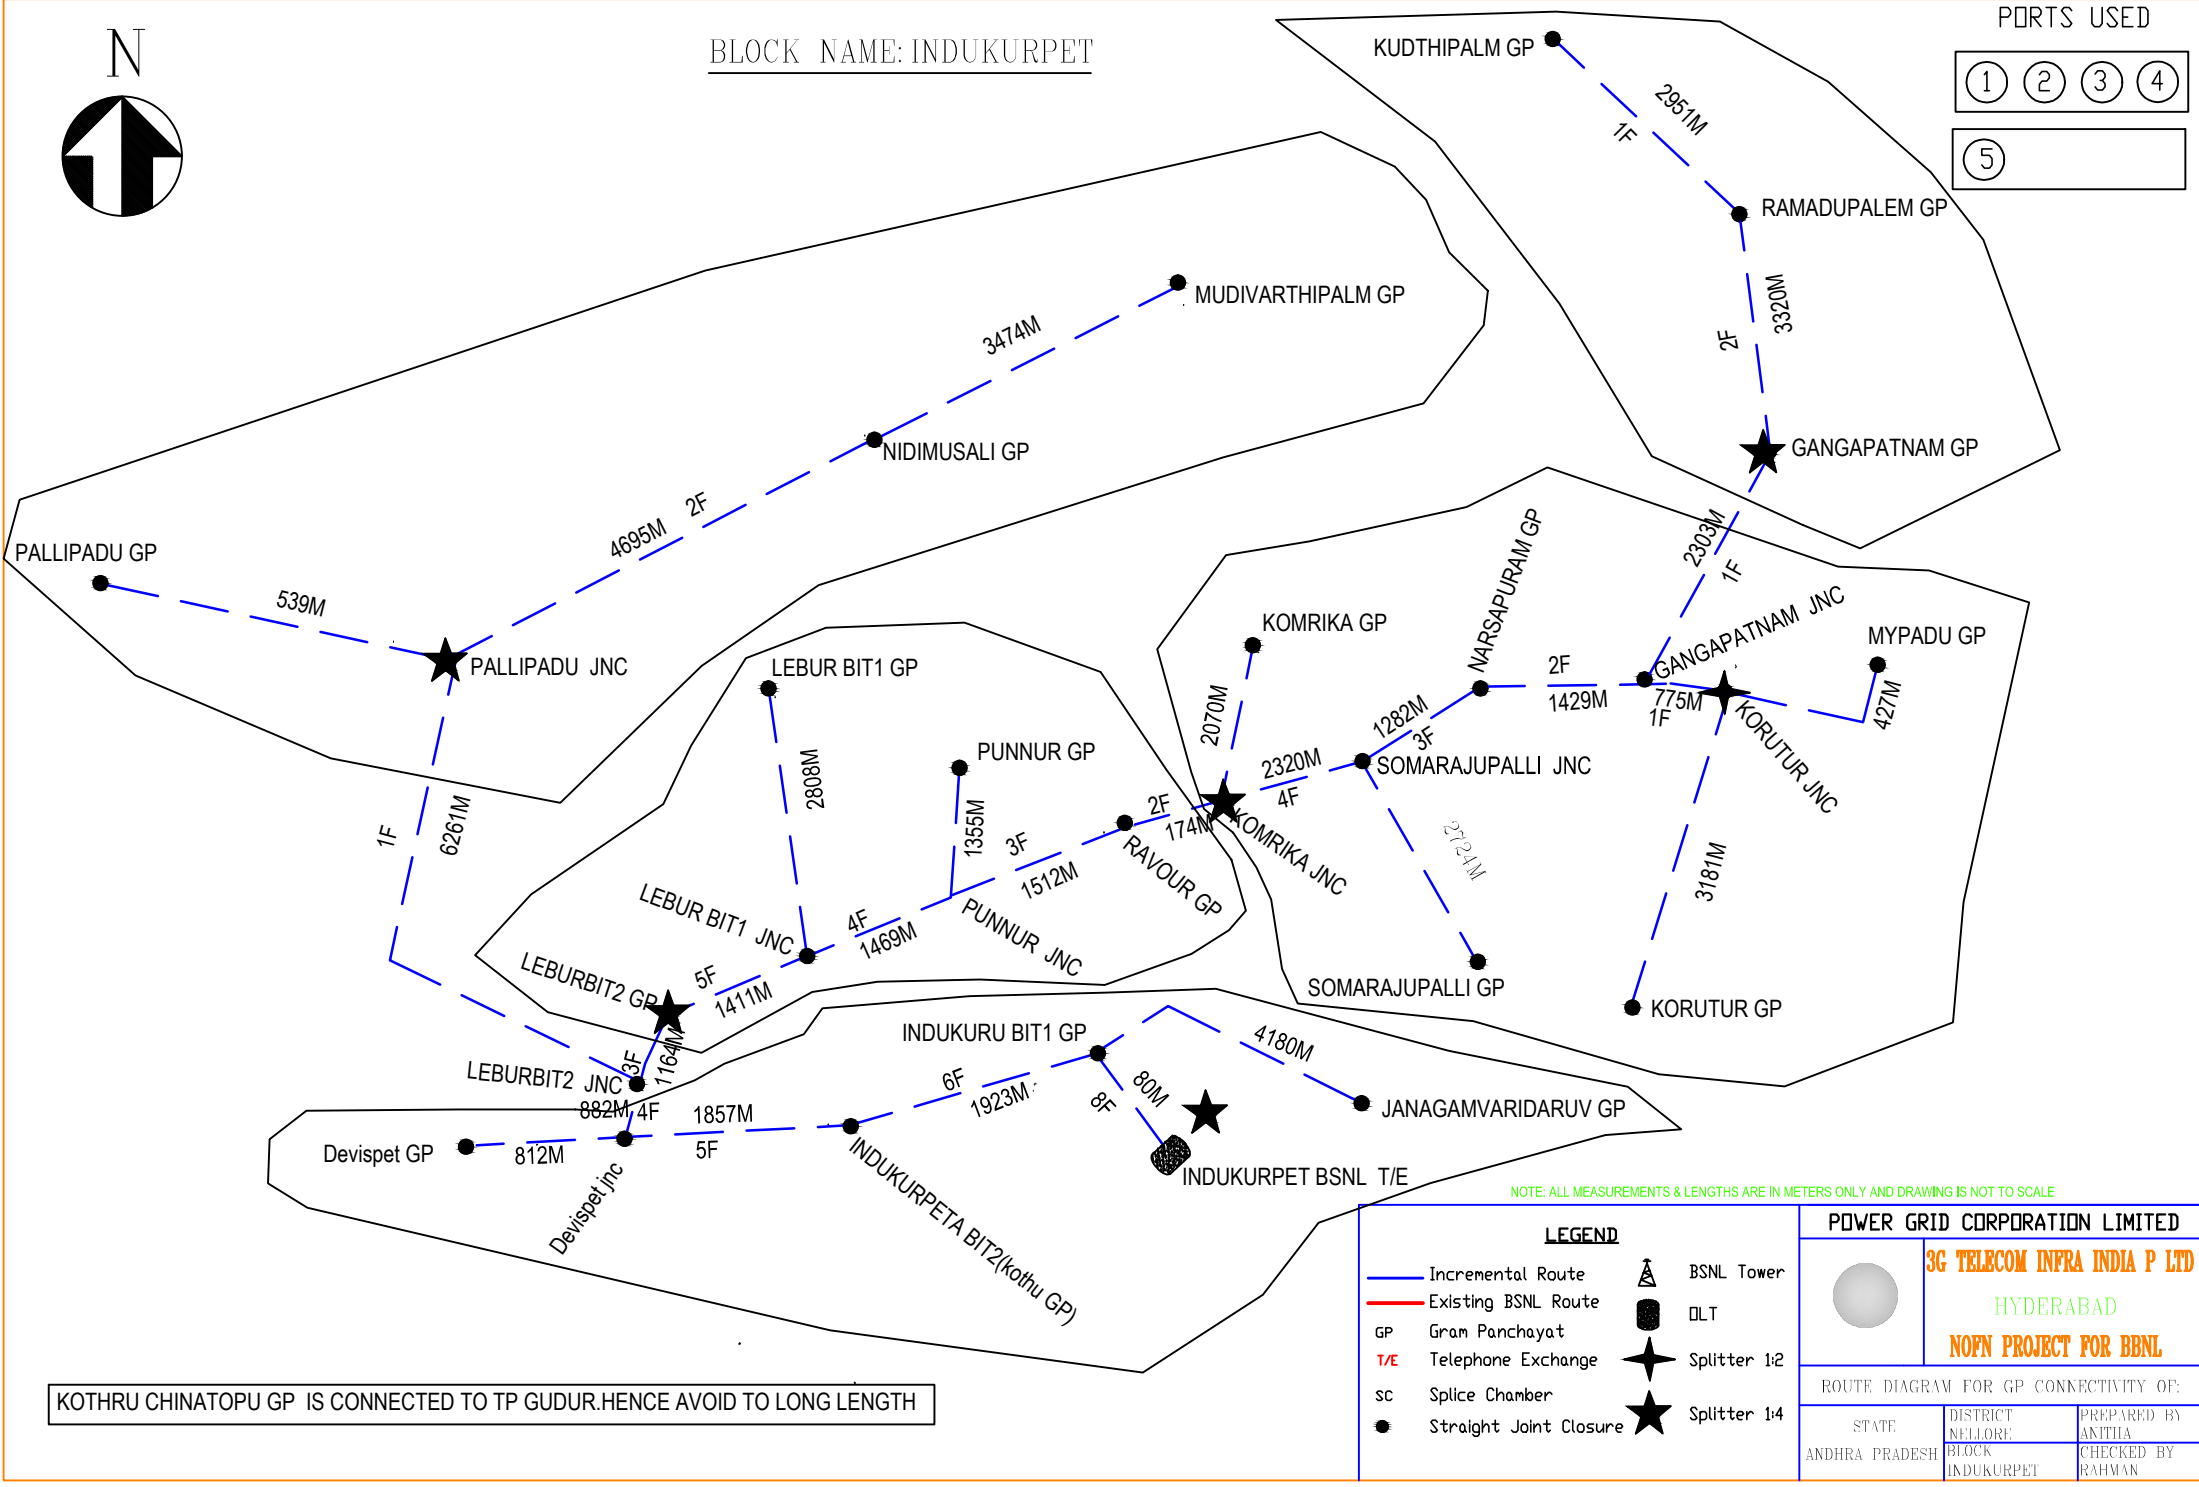 N
BLOCK NAME: INDUKURPET
PORTS USED
1 2 3 4
5
KUDTHIPALM GP
2951M
1F
RAMADUPALEM GP
3320M
2F
GANGAPATNAM GP
2303M
1F
MUDIVARTHIPALM GP
3474M
NIDIMUSALI GP
4695M 2F
PALLIPADU GP
539M
PALLIPADU JNC
1F
6261M
LEBUR BIT1 GP
2808M
PUNNUR GP
1355M
3F
1512M
RAVOUR GP
2F
174M
KOMRIKA GP
2070M
KOMRIKA JNC
2320M
4F
NARSAPURAM GP
1282M
3F
SOMARAJUPALLI JNC
2F
1429M
GANGAPATNAM JNC
775M
1F
MYPADU GP
427M
KORUTUR JNC
3181M
KORUTUR GP
2724M
SOMARAJUPALLI GP
LEBUR BIT1 JNC
4F
1469M
PUNNUR JNC
LEBURBIT2 GP
5F
1411M
3F
1164M
LEBURBIT2 JNC
882M 4F
1857M
5F
Devispet GP
812M
Devispet jnc
INDUKURU BIT1 GP
6F
1923M
80M
8F
4180M
JANAGAMVARIDARUV GP
INDUKURPET BSNL T/E
INDUKURPETA BIT2(kothu GP)
KOTHRU CHINATOPU GP IS CONNECTED TO TP GUDUR.HENCE AVOID TO LONG LENGTH
NOTE: ALL MEASUREMENTS & LENGTHS ARE IN METERS ONLY AND DRAWING IS NOT TO SCALE
LEGEND
Incremental Route
BSNL Tower
Existing BSNL Route
OLT
GP Gram Panchayat
T/E Telephone Exchange
Splitter 1:2
SC Splice Chamber
Straight Joint Closure
Splitter 1:4
POWER GRID CORPORATION LIMITED
3G TELECOM INFRA INDIA P LTD
HYDERABAD
NOFN PROJECT FOR BBNL
ROUTE DIAGRAM FOR GP CONNECTIVITY OF:
STATE
ANDHRA PRADESH
DISTRICT
NELLORE
PREPARED BY
ANITHA
BLOCK
INDUKURPET
CHECKED BY
RAHMAN